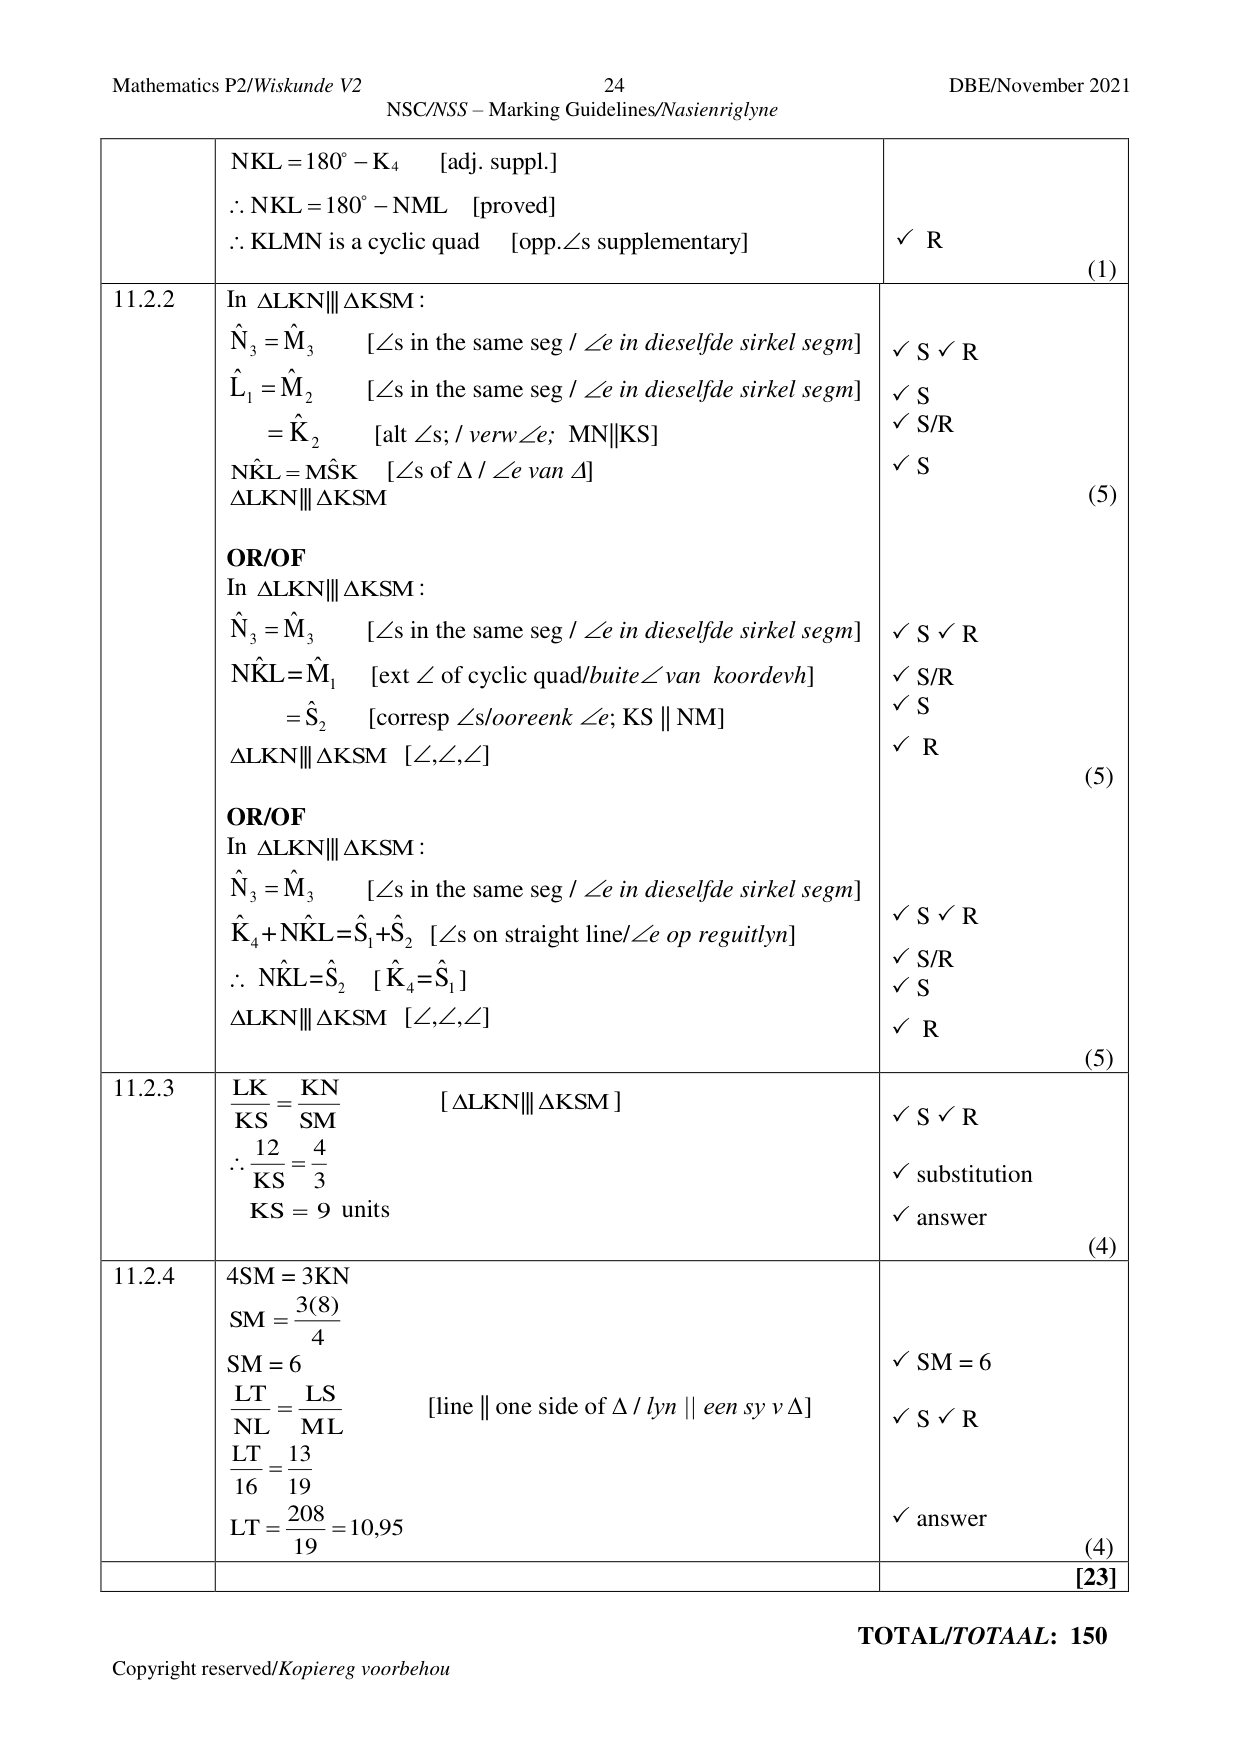 Mathematics P2/Wiskunde V2 24 DBE/November 2021
NSC/NSS – Marking Guidelines/Nasienriglyne
NKL = 180° − K₄ [adj. suppl.]
∴ NKL = 180° − NML [proved]
∴ KLMN is a cyclic quad [opp.∠s supplementary] ✓ R
(1)
11.2.2 In ΔLKN||| ΔKSM :
N̂₃ = M̂₃ [∠s in the same seg / ∠e in dieselfde sirkel segm] ✓ S ✓ R
L̂₁ = M̂₂ [∠s in the same seg / ∠e in dieselfde sirkel segm] ✓ S
= K̂₂ [alt ∠s; / verw∠e; MN||KS] ✓ S/R
NK̂L = MŜK [∠s of Δ / ∠e van Δ] ✓ S
ΔLKN||| ΔKSM (5)
OR/OF
In ΔLKN||| ΔKSM :
N̂₃ = M̂₃ [∠s in the same seg / ∠e in dieselfde sirkel segm] ✓ S ✓ R
NK̂L = M̂₁ [ext ∠ of cyclic quad/buite∠ van koordevh] ✓ S/R
= Ŝ₂ [corresp ∠s/ooreenk ∠e; KS || NM] ✓ S
ΔLKN||| ΔKSM [∠,∠,∠] ✓ R
(5)
OR/OF
In ΔLKN||| ΔKSM :
N̂₃ = M̂₃ [∠s in the same seg / ∠e in dieselfde sirkel segm] ✓ S ✓ R
K̂₄+NK̂L=Ŝ₁+Ŝ₂ [∠s on straight line/∠e op reguitlyn] ✓ S/R
∴ NK̂L=Ŝ₂ [ K̂₄=Ŝ₁ ] ✓ S
ΔLKN||| ΔKSM [∠,∠,∠] ✓ R
(5)
11.2.3 LK/KS = KN/SM [ ΔLKN||| ΔKSM ] ✓ S ✓ R
∴ 12/KS = 4/3 ✓ substitution
KS = 9 units ✓ answer
(4)
11.2.4 4SM = 3KN
SM = 3(8)/4
SM = 6 ✓ SM = 6
LT/NL = LS/ML [line || one side of Δ / lyn || een sy v Δ] ✓ S ✓ R
LT/16 = 13/19
LT = 208/19 = 10,95 ✓ answer
(4)
[23]
TOTAL/TOTAAL: 150
Copyright reserved/Kopiereg voorbehou